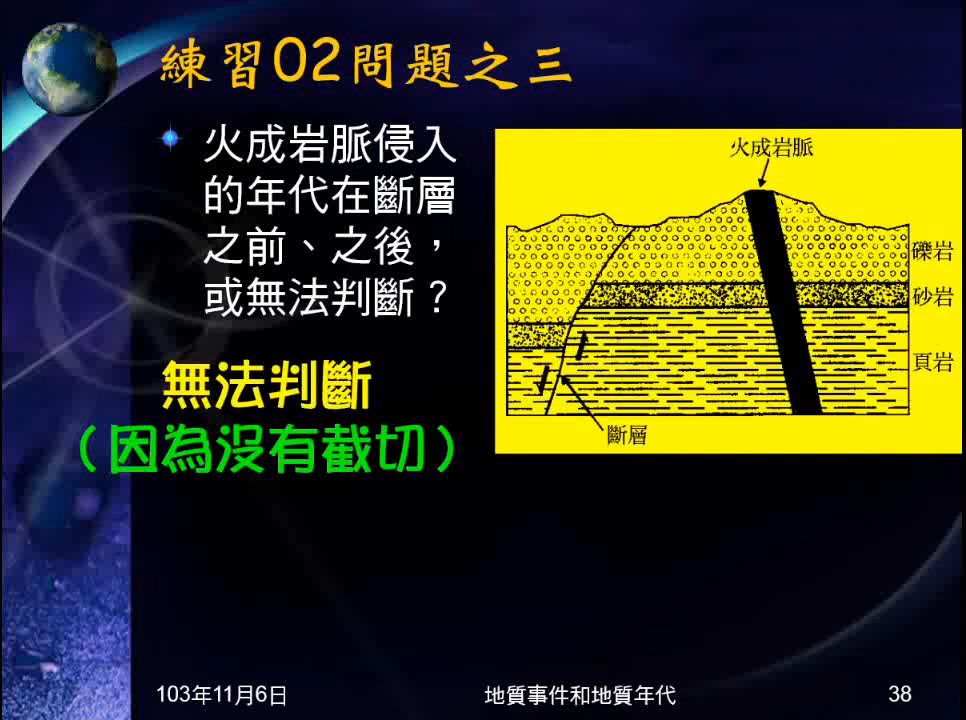 練習02問題之三
火成岩脈侵入
的年代在斷層
之前、之後，
或無法判斷？
無法判斷
（因為沒有截切）
火成岩脈
礫岩
砂岩
頁岩
斷層
103年11月6日
地質事件和地質年代
38